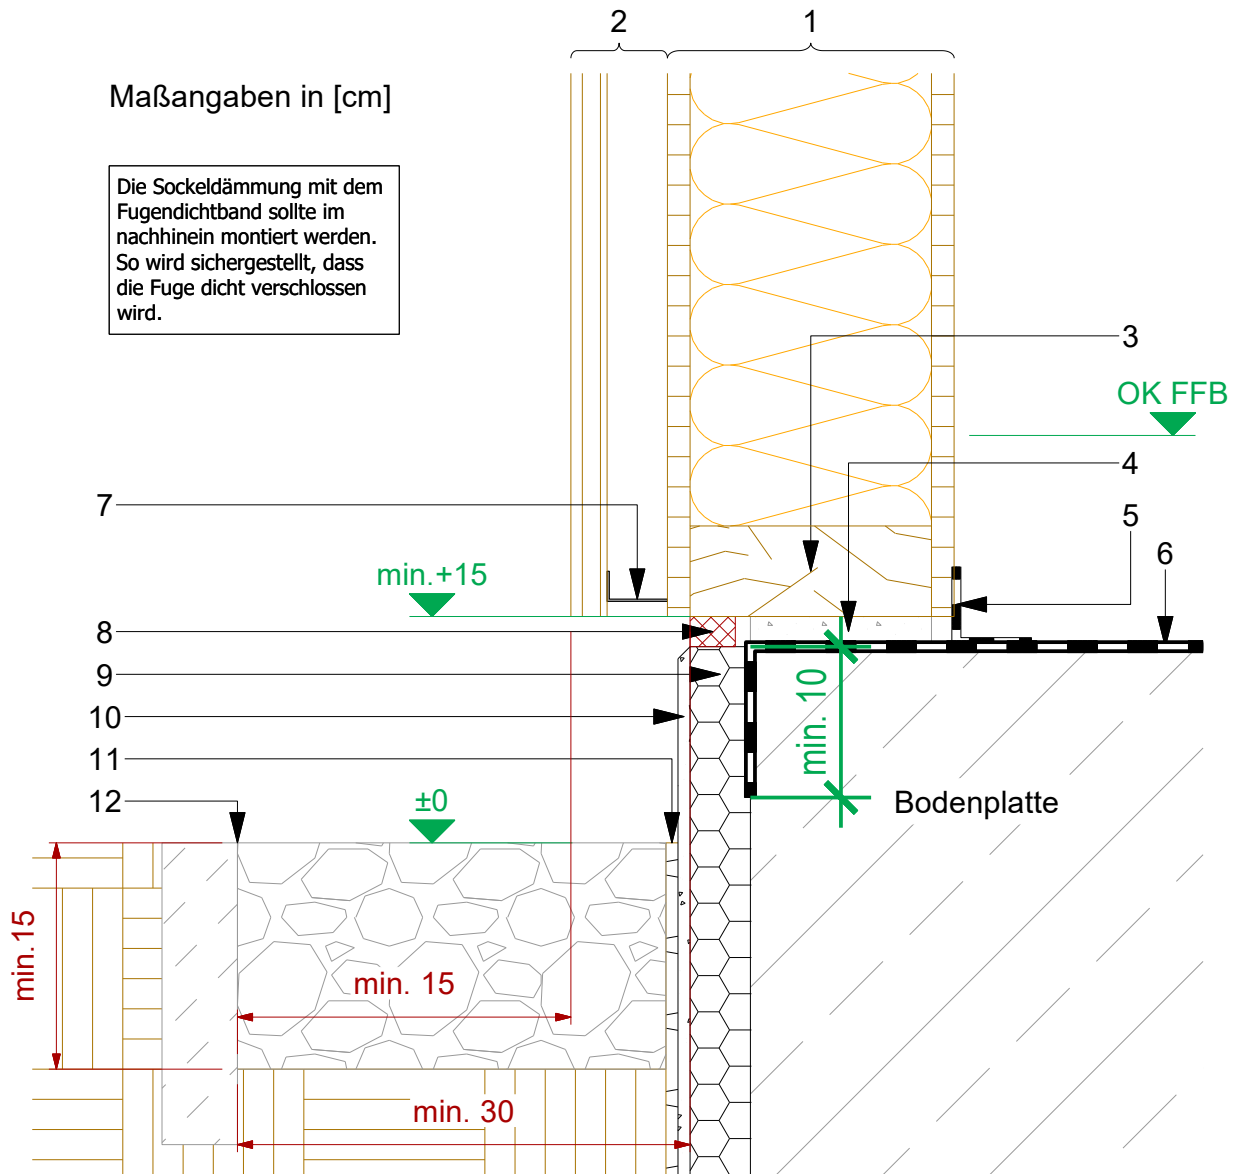 2
1
Maßangaben in [cm]
Die Sockeldämmung mit dem
Fugendichtband sollte im
nachhinein montiert werden.
So wird sichergestellt, dass
die Fuge dicht verschlossen
wird.
3
OK FFB
4
7
5
6
min.+15
8
9
min. 10
10
11
12
±0
Bodenplatte
min.15
min. 15
min. 30